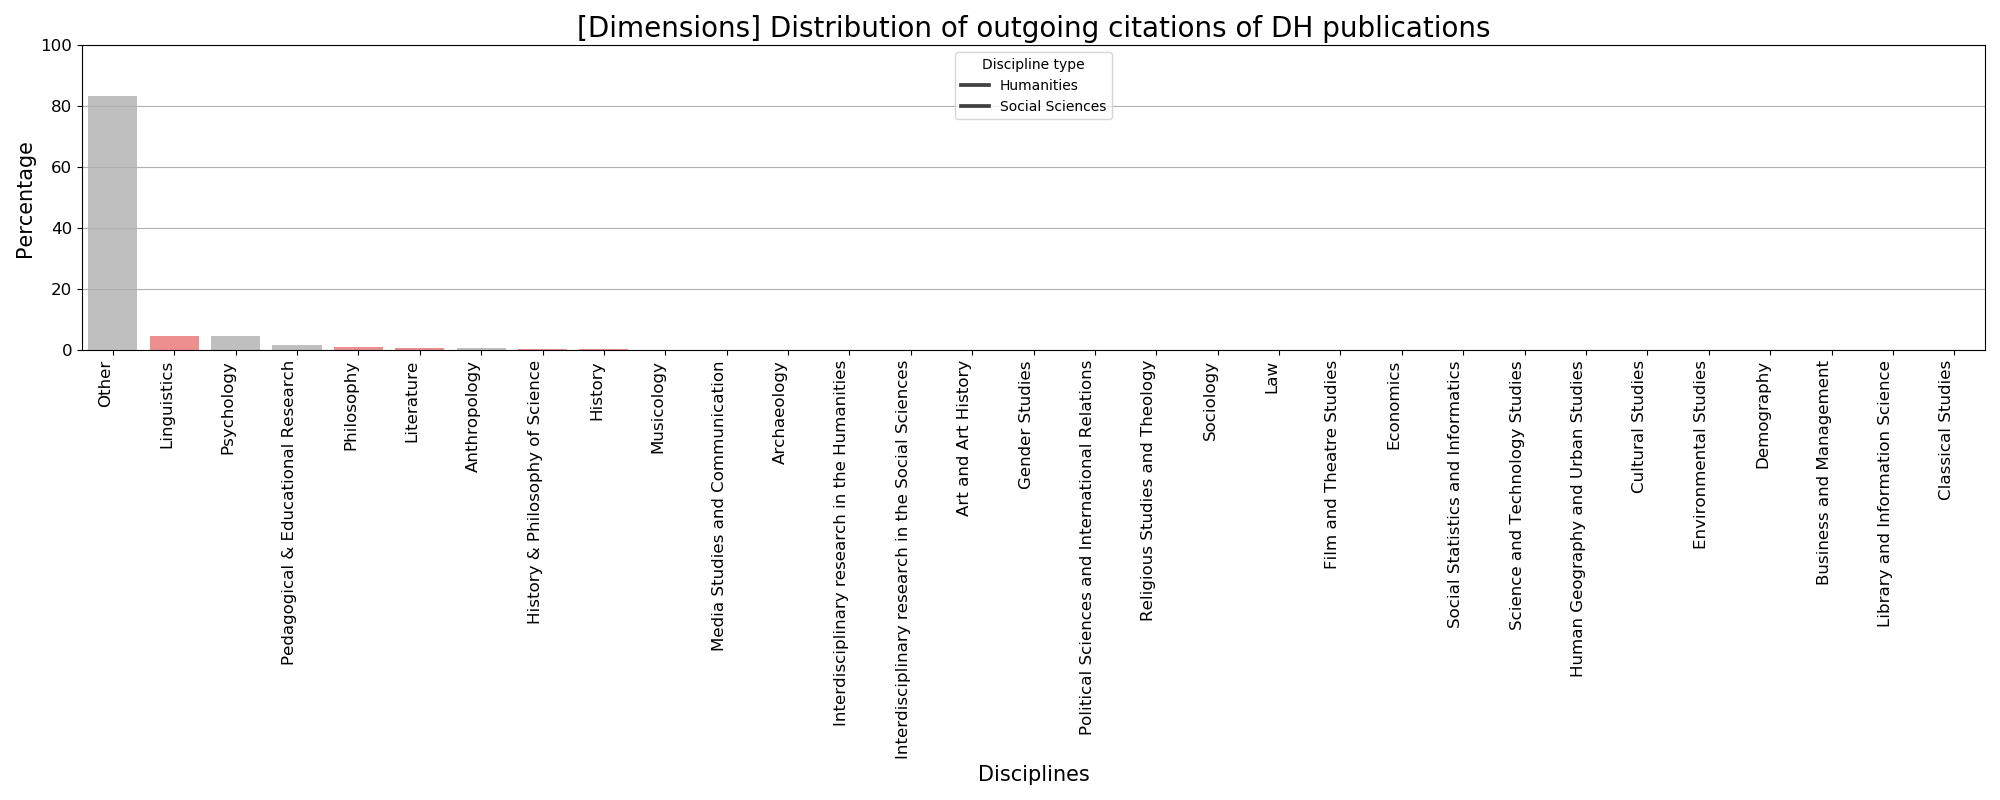 [Dimensions] Distribution of outgoing citations of DH publications
Discipline type
Humanities
Social Sciences
Percentage
100
80
60
40
20
0
Other
Linguistics
Psychology
Pedagogical & Educational Research
Philosophy
Literature
Anthropology
History & Philosophy of Science
History
Musicology
Media Studies and Communication
Archaeology
Interdisciplinary research in the Humanities
Interdisciplinary research in the Social Sciences
Art and Art History
Gender Studies
Political Sciences and International Relations
Religious Studies and Theology
Sociology
Law
Film and Theatre Studies
Economics
Social Statistics and Informatics
Science and Technology Studies
Human Geography and Urban Studies
Cultural Studies
Environmental Studies
Demography
Business and Management
Library and Information Science
Classical Studies
Disciplines